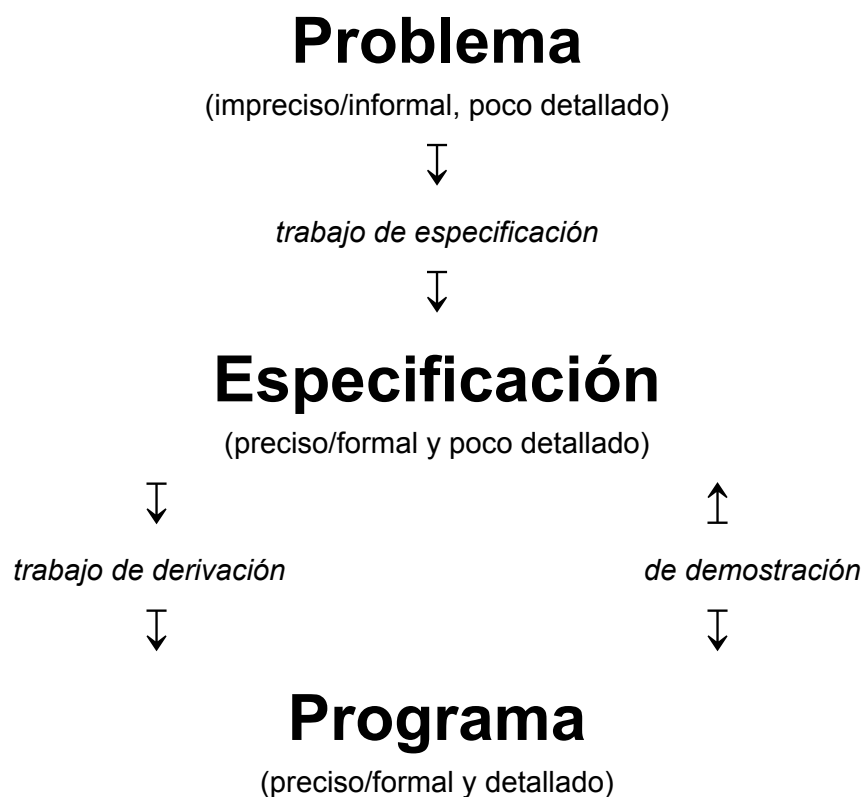 Problema
(impreciso/informal, poco detallado)
trabajo de especificación
Especificación
(preciso/formal y poco detallado)
trabajo de derivación de demostración
Programa
(preciso/formal y detallado)